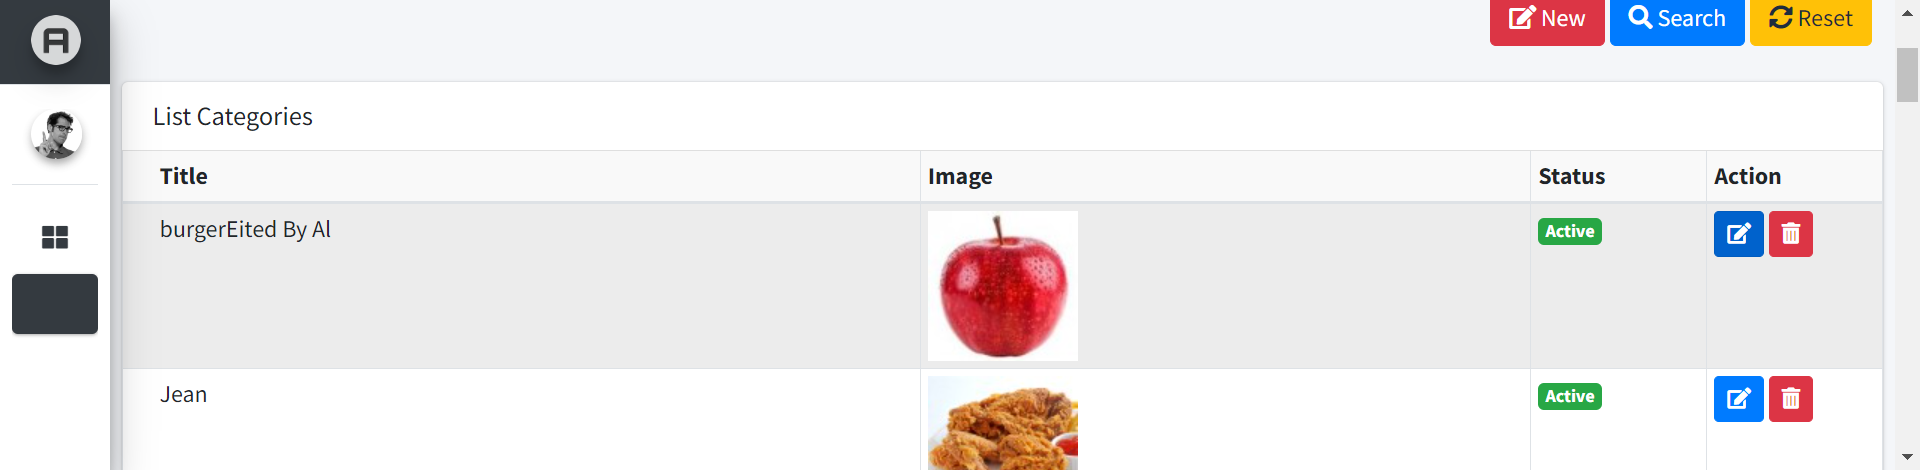 New Search Reset
List Categories
Title Image Status Action
burgerEited By Al Active
Jean Active